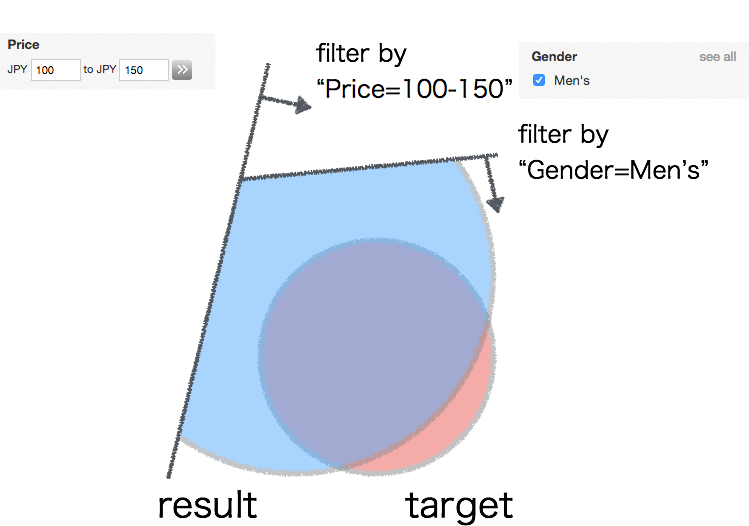 Price
JPY 100 to JPY 150
filter by
“Price=100-150”
Gender see all
Men's
filter by
“Gender=Men’s”
result target